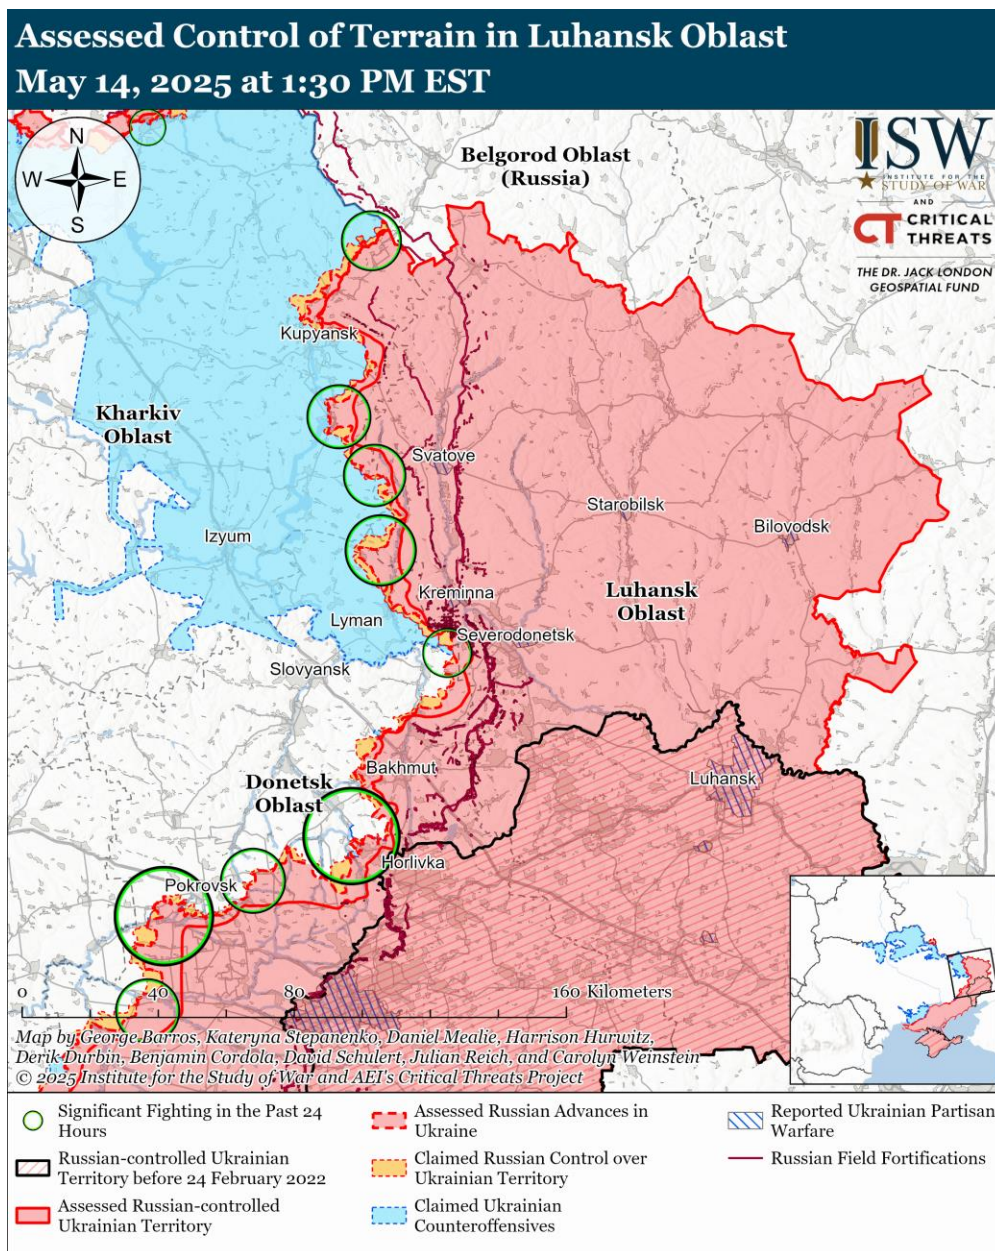 Assessed Control of Terrain in Luhansk Oblast
May 14, 2025 at 1:30 PM EST
N
W
E
S
Belgorod Oblast
(Russia)
ISW
INSTITUTE FOR THE
STUDY OF WAR
AND
CT
CRITICAL
THREATS
THE DR. JACK LONDON
GEOSPATIAL FUND
Kupyansk
Kharkiv
Oblast
Svatove
Starobilsk
Bilovodsk
Izyum
Kreminna
Luhansk
Oblast
Lyman
Severodonetsk
Slovyansk
Bakhmut
Donetsk
Oblast
Luhansk
Horlivka
Pokrovsk
0
40
80
160 Kilometers
Map by George Barros, Kateryna Stepanenko, Daniel Mealie, Harrison Hurwitz,
Derik Durbin, Benjamin Cordola, David Schulert, Julian Reich, and Carolyn Weinstein
© 2025 Institute for the Study of War and AEI's Critical Threats Project
Significant Fighting in the Past 24
Hours
Russian-controlled Ukrainian
Territory before 24 February 2022
Assessed Russian-controlled
Ukrainian Territory
Assessed Russian Advances in
Ukraine
Claimed Russian Control over
Ukrainian Territory
Claimed Ukrainian
Counteroffensives
Reported Ukrainian Partisan
Warfare
Russian Field Fortifications